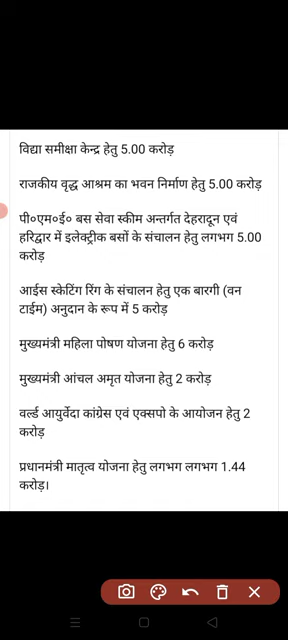 विद्या समीक्षा केन्द्र हेतु 5.00 करोड़
राजकीय वृद्ध आश्रम का भवन निर्माण हेतु 5.00 करोड़
पी०एम०ई० बस सेवा स्कीम अन्तर्गत देहरादून एवं
हरिद्वार में इलेक्ट्रीक बसों के संचालन हेतु लगभग 5.00
करोड़
आईस स्केटिंग रिंग के संचालन हेतु एक बारगी (वन
टाईम) अनुदान के रूप में 5 करोड़
मुख्यमंत्री महिला पोषण योजना हेतु 6 करोड़
मुख्यमंत्री आंचल अमृत योजना हेतु 2 करोड़
वर्ल्ड आयुर्वेदा कांग्रेस एवं एक्सपो के आयोजन हेतु 2
करोड़
प्रधानमंत्री मातृत्व योजना हेतु लगभग लगभग 1.44
करोड़।